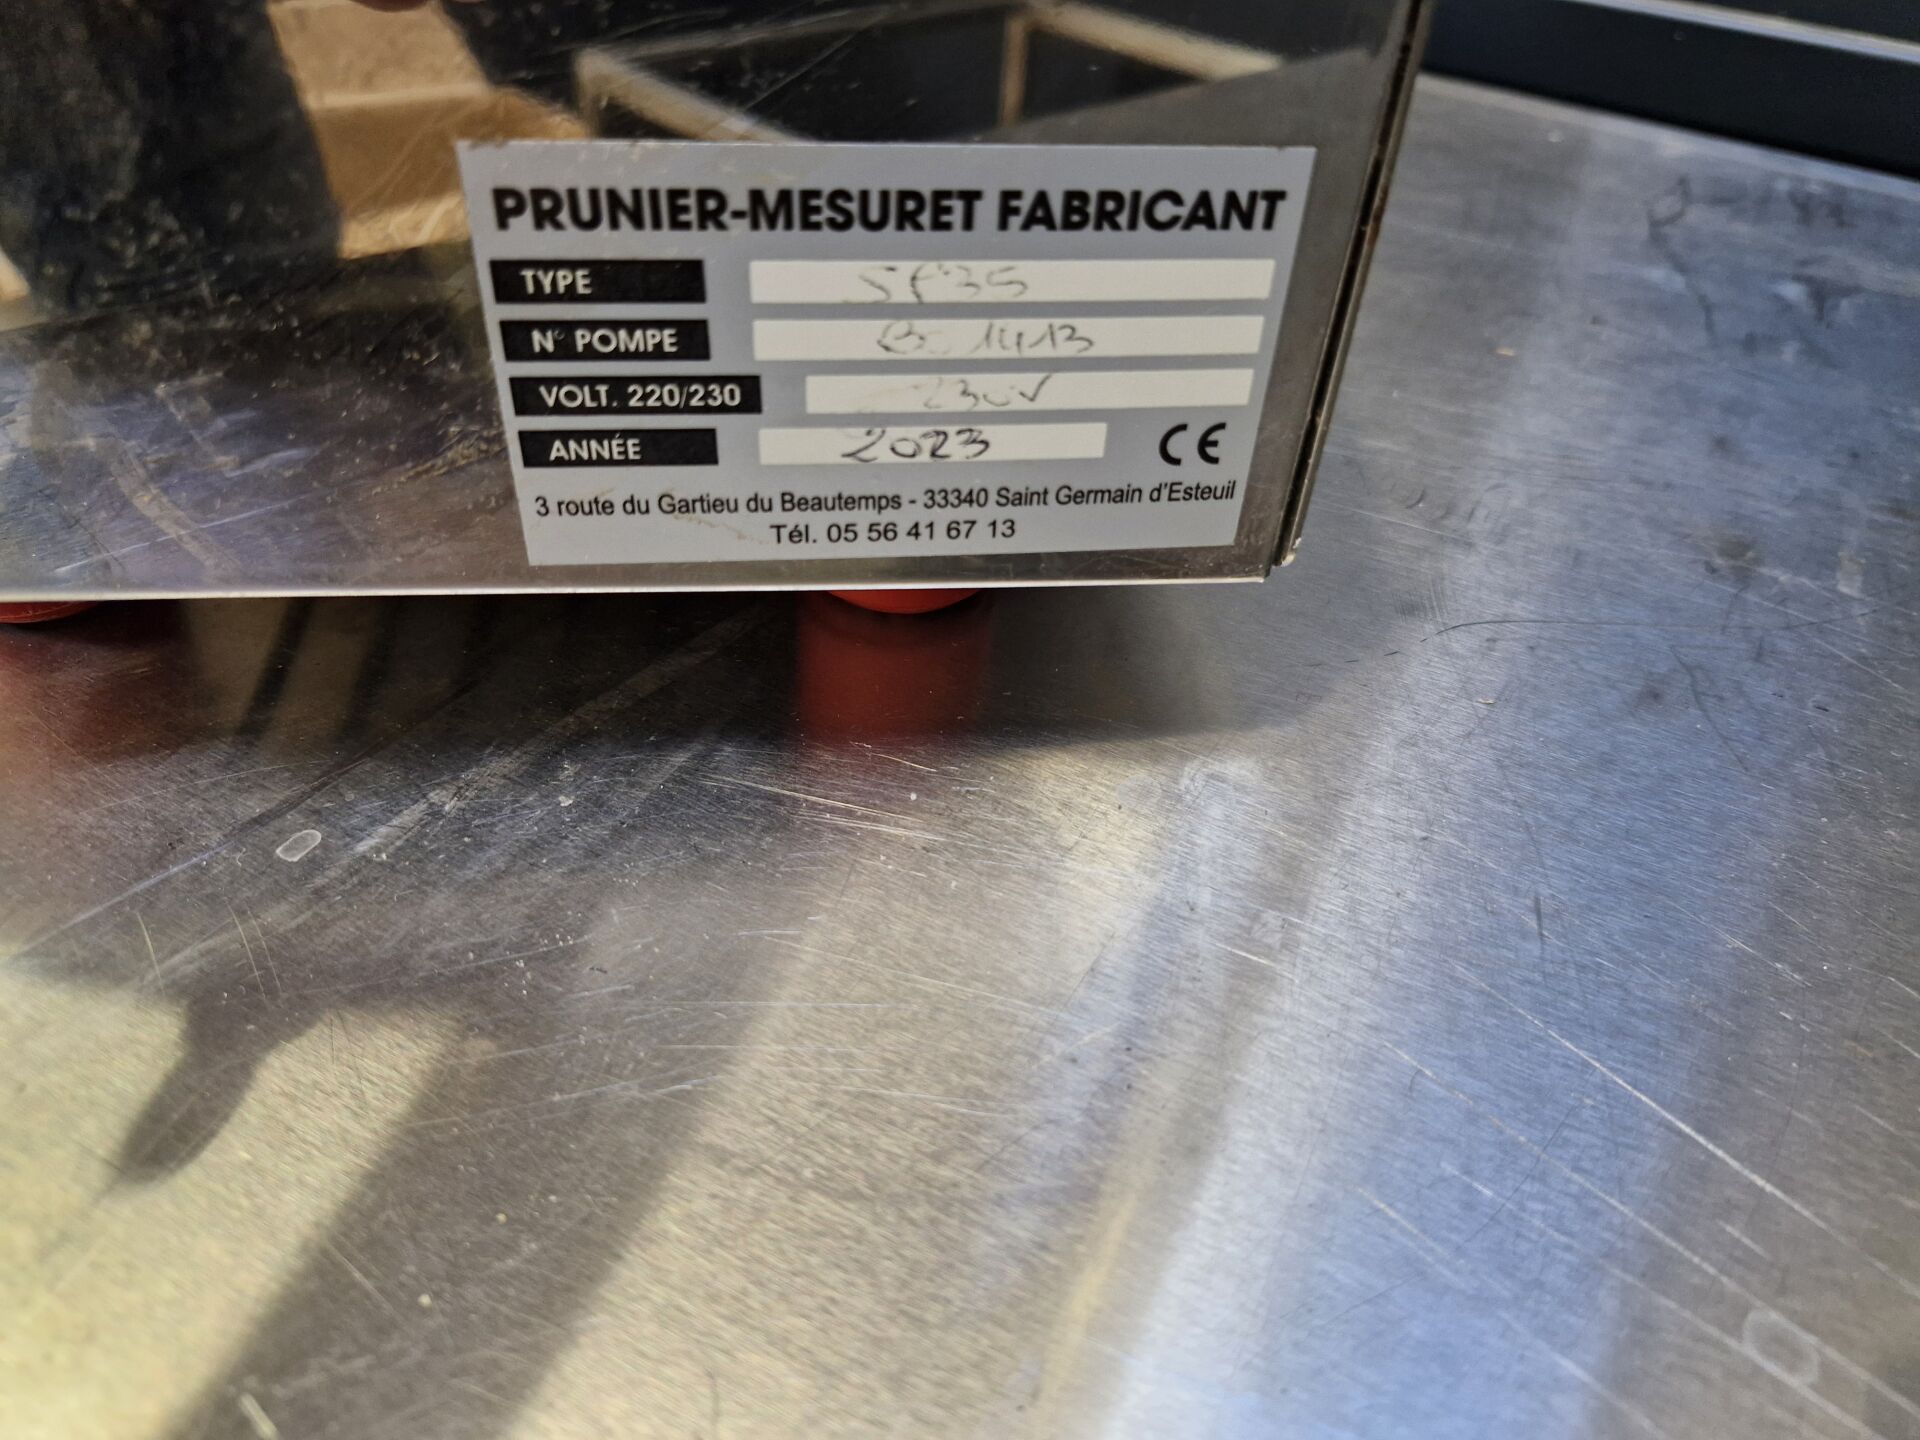 PRUNIER-MESURET FABRICANT
TYPE SF35
N° POMPE 1413
VOLT. 220/230 230V
ANNÉE 2023 CE
3 route du Gartieu du Beautemps - 33340 Saint Germain d'Esteuil
Tél. 05 56 41 67 13